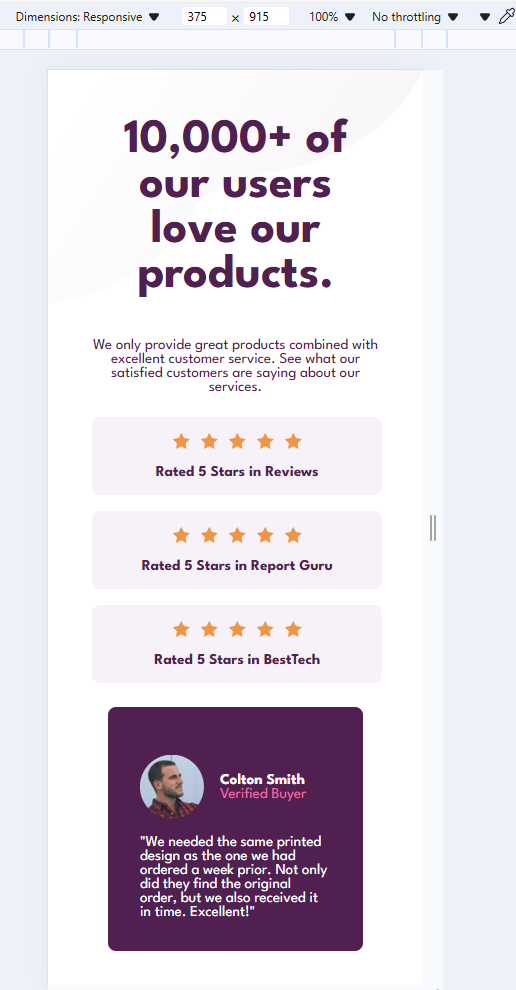 Dimensions: Responsive 375 × 915 100% No throttling
10,000+ of
our users
love our
products.
We only provide great products combined with
excellent customer service. See what our
satisfied customers are saying about our
services.
Rated 5 Stars in Reviews
Rated 5 Stars in Report Guru
Rated 5 Stars in BestTech
Colton Smith
Verified Buyer
"We needed the same printed
design as the one we had
ordered a week prior. Not only
did they find the original
order, but we also received it
in time. Excellent!"